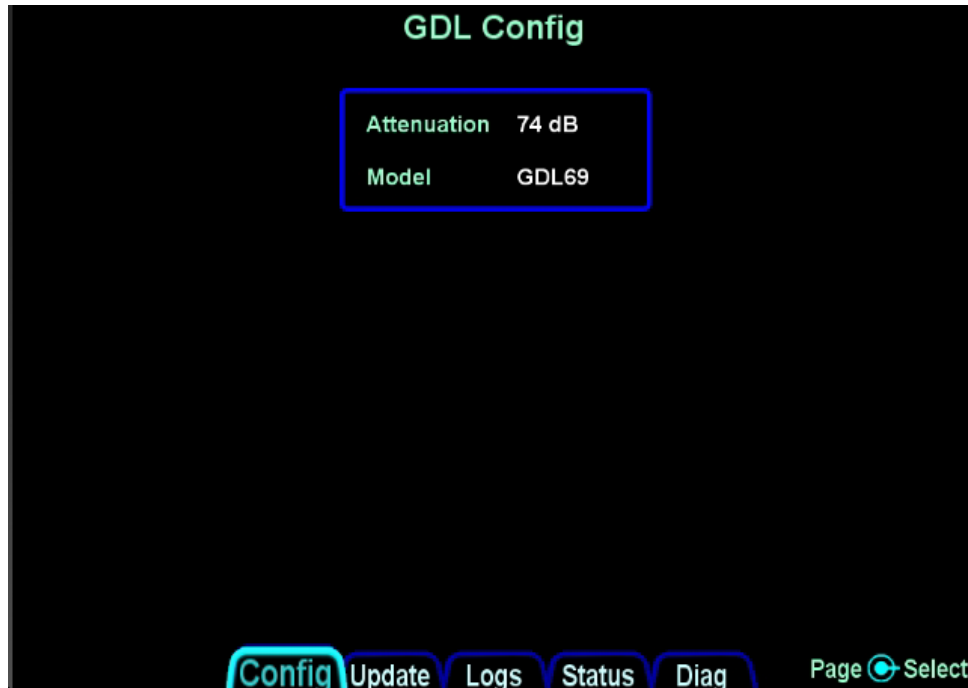 GDL Config
Attenuation 74 dB
Model GDL69
Config Update Logs Status Diag Page Select